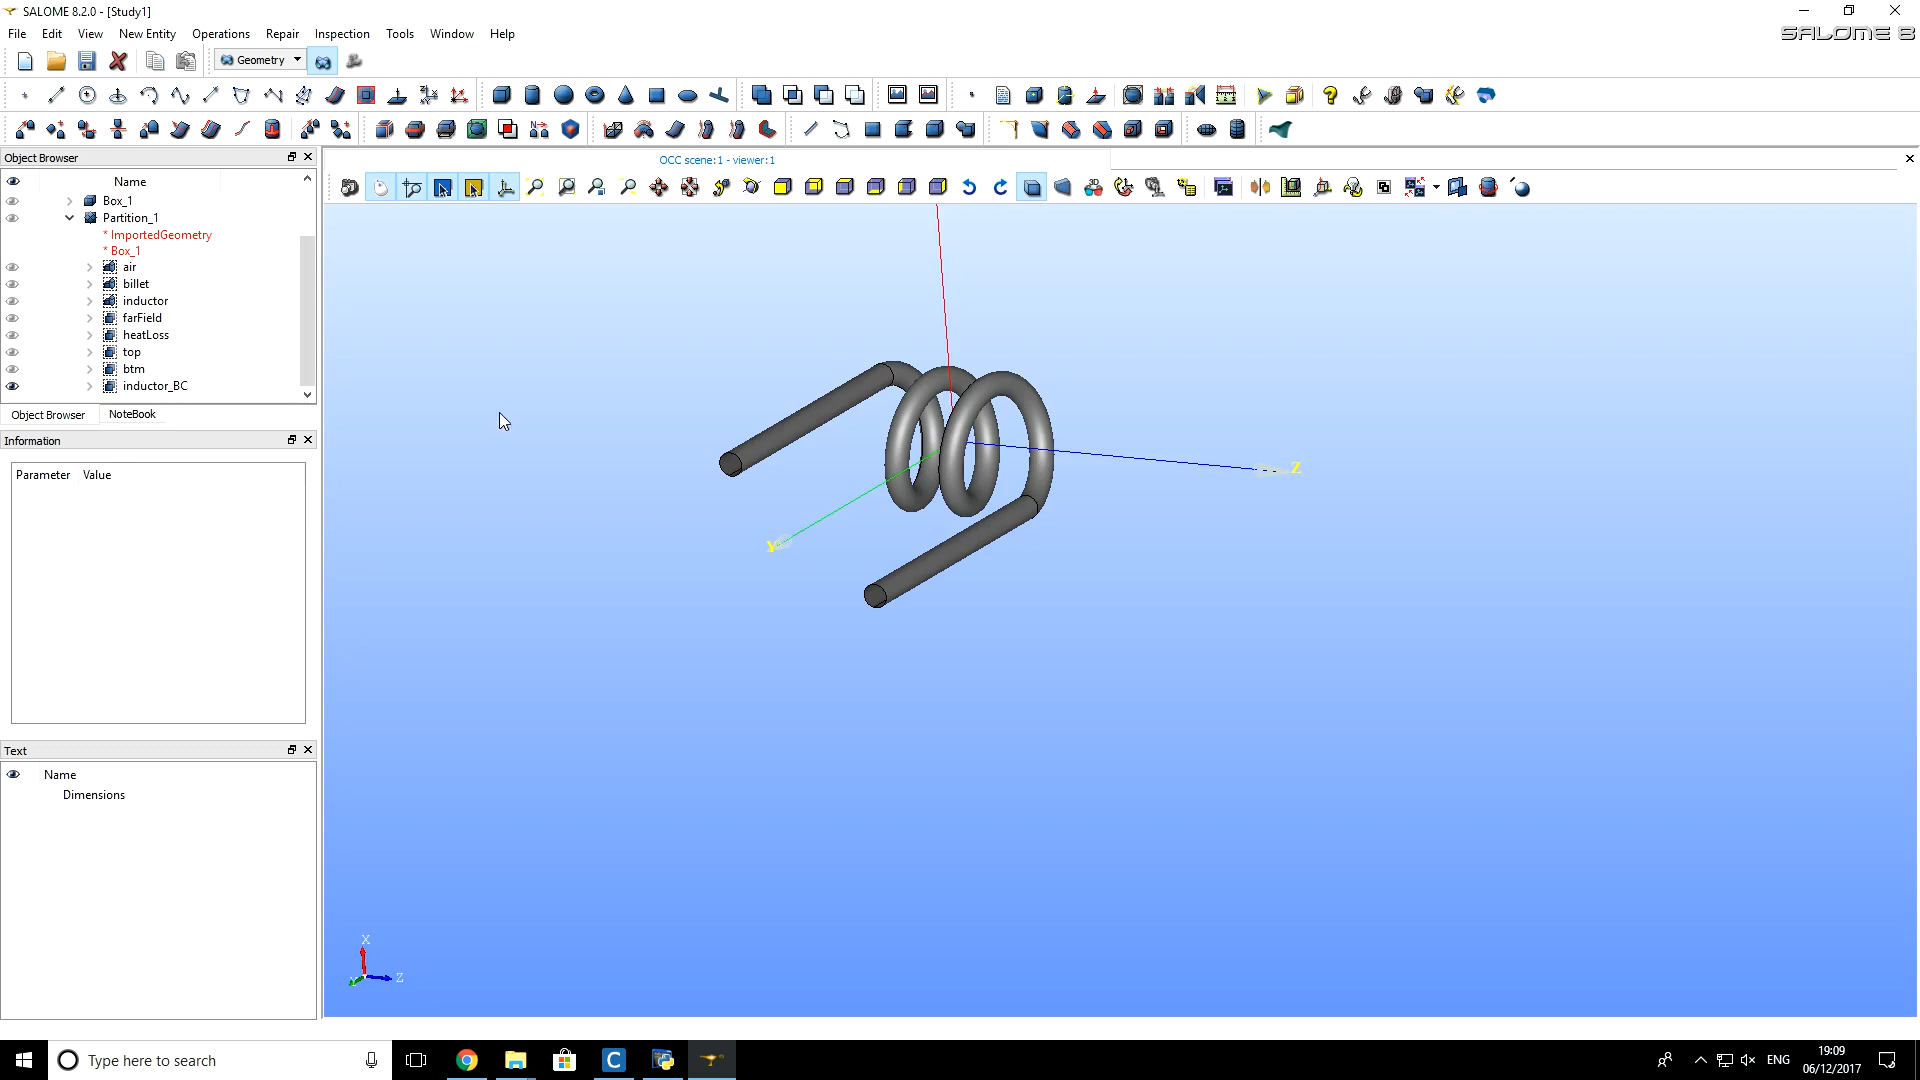 SALOME 8.2.0 - [Study1]
File Edit View New Entity Operations Repair Inspection Tools Window Help
SALOME 8
Geometry
Object Browser
OCC scene:1 - viewer:1
Name
Box_1
Partition_1
* ImportedGeometry
* Box_1
air
billet
inductor
farField
heatLoss
top
btm
inductor_BC
Object Browser NoteBook
Information
Parameter Value
Text
Name
Dimensions
Z
Y
X
Z
Type here to search
ENG
19:09
06/12/2017